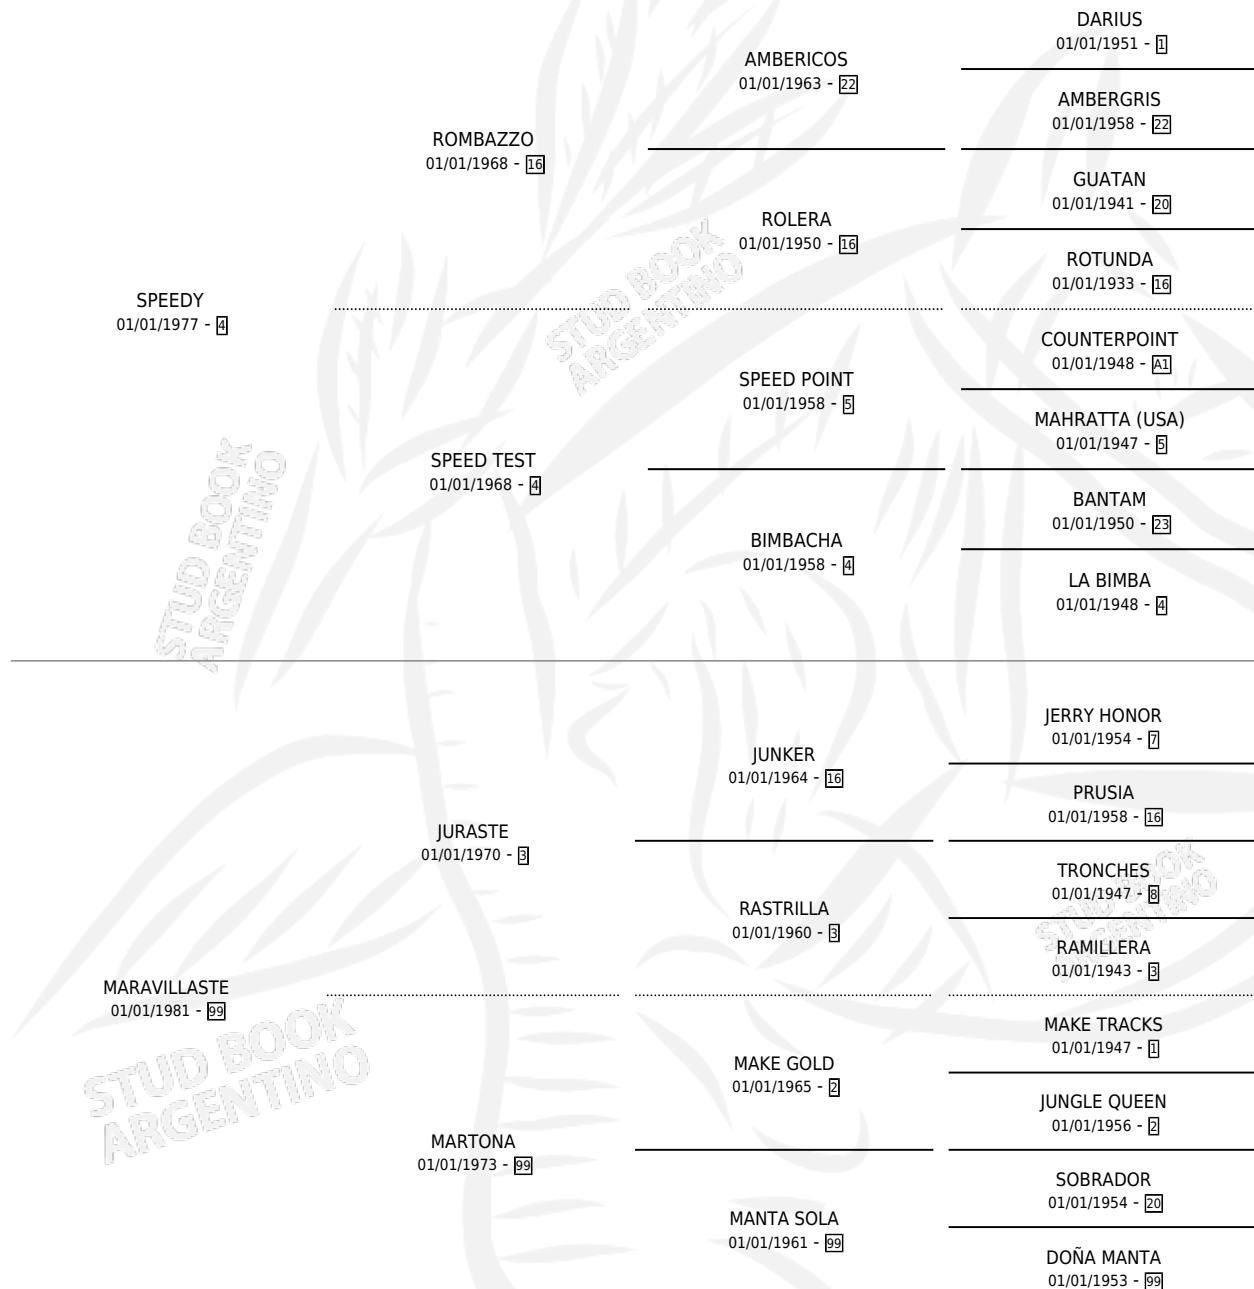 DARIUS
01/01/1951 - 1
AMBERICOS
01/01/1963 - 22
AMBERGRIS
01/01/1958 - 22
ROMBAZZO
01/01/1968 - 16
GUATAN
01/01/1941 - 20
ROLERA
01/01/1950 - 16
ROTUNDA
01/01/1933 - 16
SPEEDY
01/01/1977 - 4
COUNTERPOINT
01/01/1948 - A1
SPEED POINT
01/01/1958 - 5
MAHRATTA (USA)
01/01/1947 - 5
SPEED TEST
01/01/1968 - 4
BANTAM
01/01/1950 - 23
BIMBACHA
01/01/1958 - 4
LA BIMBA
01/01/1948 - 4
JERRY HONOR
01/01/1954 - 7
JUNKER
01/01/1964 - 16
PRUSIA
01/01/1958 - 16
JURASTE
01/01/1970 - 3
TRONCHES
01/01/1947 - 8
RASTRILLA
01/01/1960 - 3
RAMILLERA
01/01/1943 - 3
MARAVILLASTE
01/01/1981 - 99
MAKE TRACKS
01/01/1947 - 1
MAKE GOLD
01/01/1965 - 2
JUNGLE QUEEN
01/01/1956 - 2
MARTONA
01/01/1973 - 99
SOBRADOR
01/01/1954 - 20
MANTA SOLA
01/01/1961 - 99
DOÑA MANTA
01/01/1953 - 99
STUD BOOK
ARGENTINO
STUD BOOK
ARGENTINO
STUD BOOK
ARGENTINO
STUD BOOK
ARGENTINO